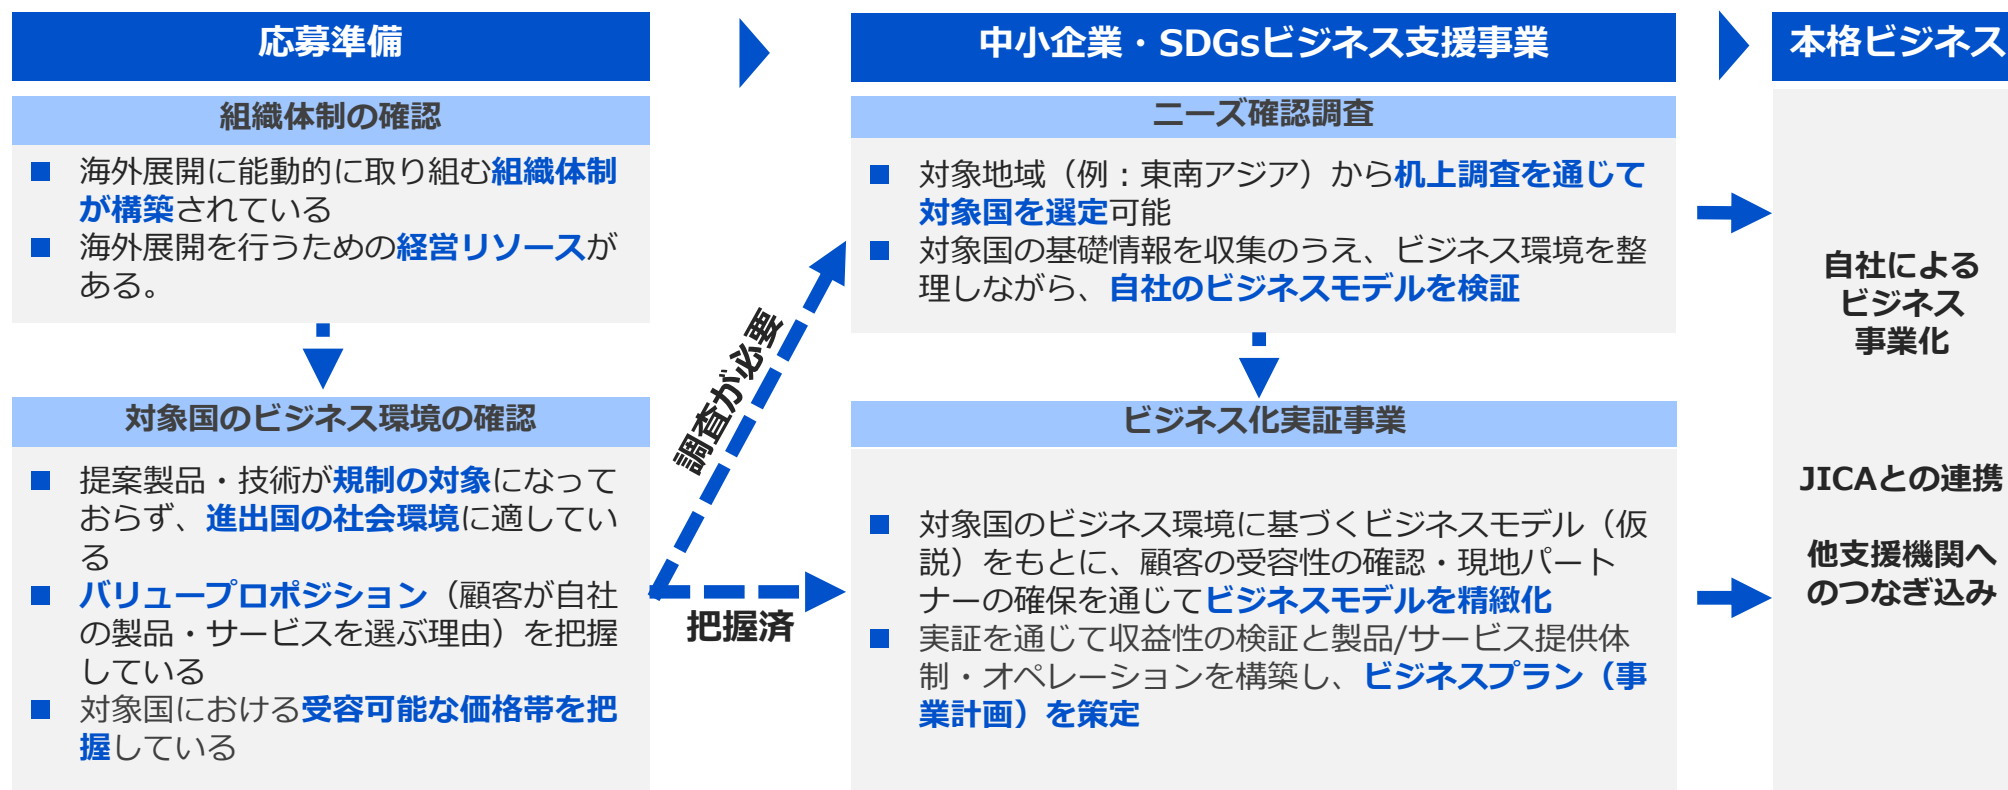 応募準備
組織体制の確認
■ 海外展開に能動的に取り組む組織体制
が構築されている
■ 海外展開を行うための経営リソースが
ある。
対象国のビジネス環境の確認
■ 提案製品・技術が規制の対象になって
おらず、進出国の社会環境に適してい
る
■ バリュープロポジション（顧客が自社
の製品・サービスを選ぶ理由）を把握
している
■ 対象国における受容可能な価格帯を把
握している
調査が必要
把握済
中小企業・SDGsビジネス支援事業
ニーズ確認調査
■ 対象地域（例：東南アジア）から机上調査を通じて
対象国を選定可能
■ 対象国の基礎情報を収集のうえ、ビジネス環境を整
理しながら、自社のビジネスモデルを検証
ビジネス化実証事業
■ 対象国のビジネス環境に基づくビジネスモデル（仮
説）をもとに、顧客の受容性の確認・現地パート
ナーの確保を通じてビジネスモデルを精緻化
■ 実証を通じて収益性の検証と製品/サービス提供体
制・オペレーションを構築し、ビジネスプラン（事
業計画）を策定
本格ビジネス
自社による
ビジネス
事業化
JICAとの連携
他支援機関へ
のつなぎ込み